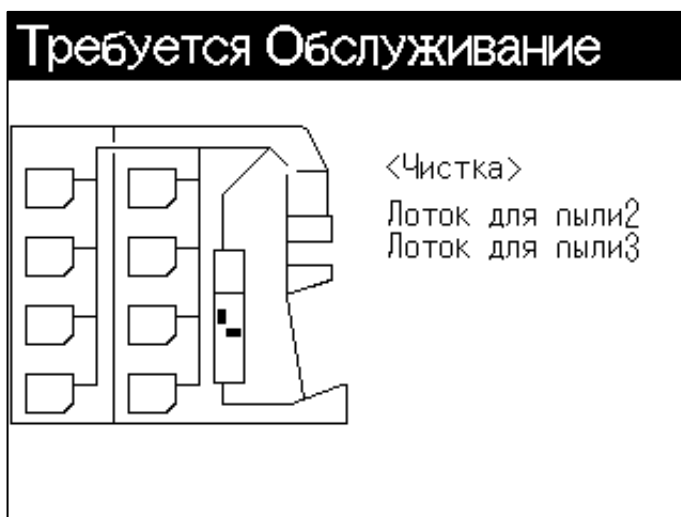 Требуется Обслуживание
<Чистка>
Лоток для пыли2
Лоток для пыли3